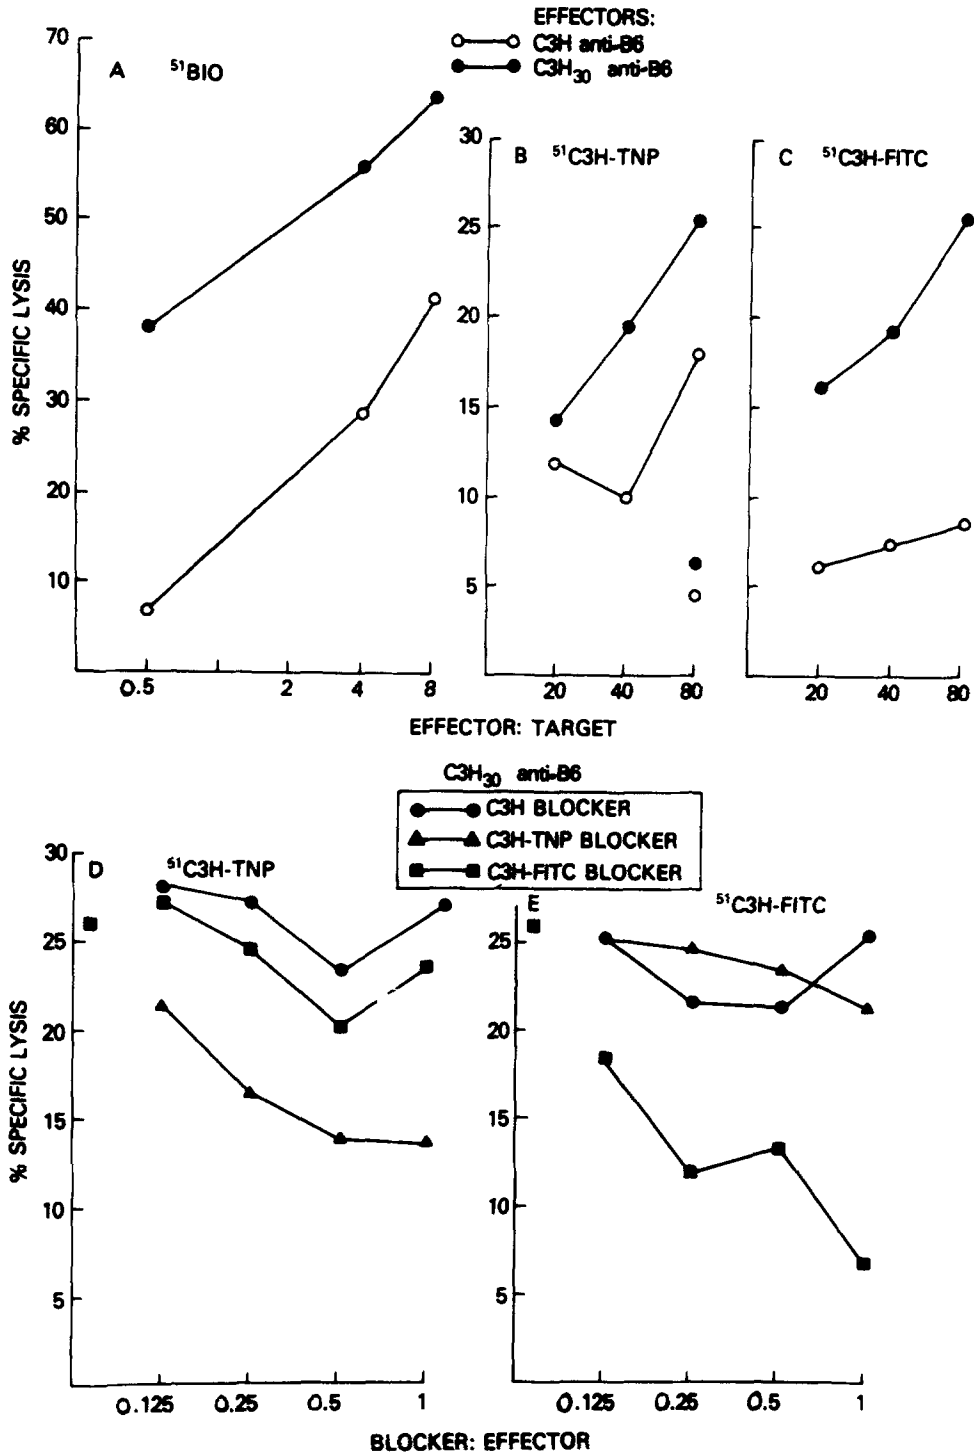 EFFECTORS:
C3H anti-B6
C3H30 anti-B6
A 51BIO
B 51C3H-TNP
C 51C3H-FITC
% SPECIFIC LYSIS
70
60
50
40
30
20
10
0.5 2 4 8
30
25
20
15
10
5
20 40 80
20 40 80
EFFECTOR: TARGET
C3H30 anti-B6
C3H BLOCKER
C3H-TNP BLOCKER
C3H-FITC BLOCKER
D 51C3H-TNP
E 51C3H-FITC
% SPECIFIC LYSIS
30
25
20
15
10
5
0.125 0.25 0.5 1
25
20
15
10
5
0.125 0.25 0.5 1
BLOCKER: EFFECTOR